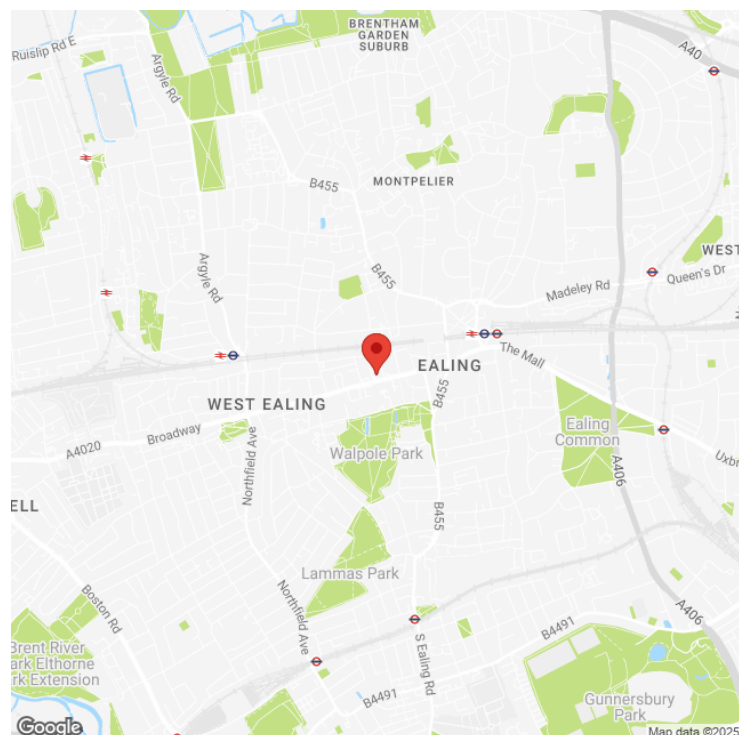 BRENTHAM
GARDEN
SUBURB
Ruislip Rd E
Argyle Rd
A40
B455
MONTPELIER
Argyle Rd
B455
WEST
Madeley Rd
Queen's Dr
The Mall
EALING
B455
WEST EALING
Broadway
A4020
Northfield Ave
Walpole Park
Ealing
Common
A406
Uxbr
ELL
B455
Lammas Park
Boston Rd
Northfield Ave
S Ealing Rd
B4491
A406
Brent River
ark Elthorne
rk Extension
B4491
Gunnersbury
Park
Google
Map data ©2025